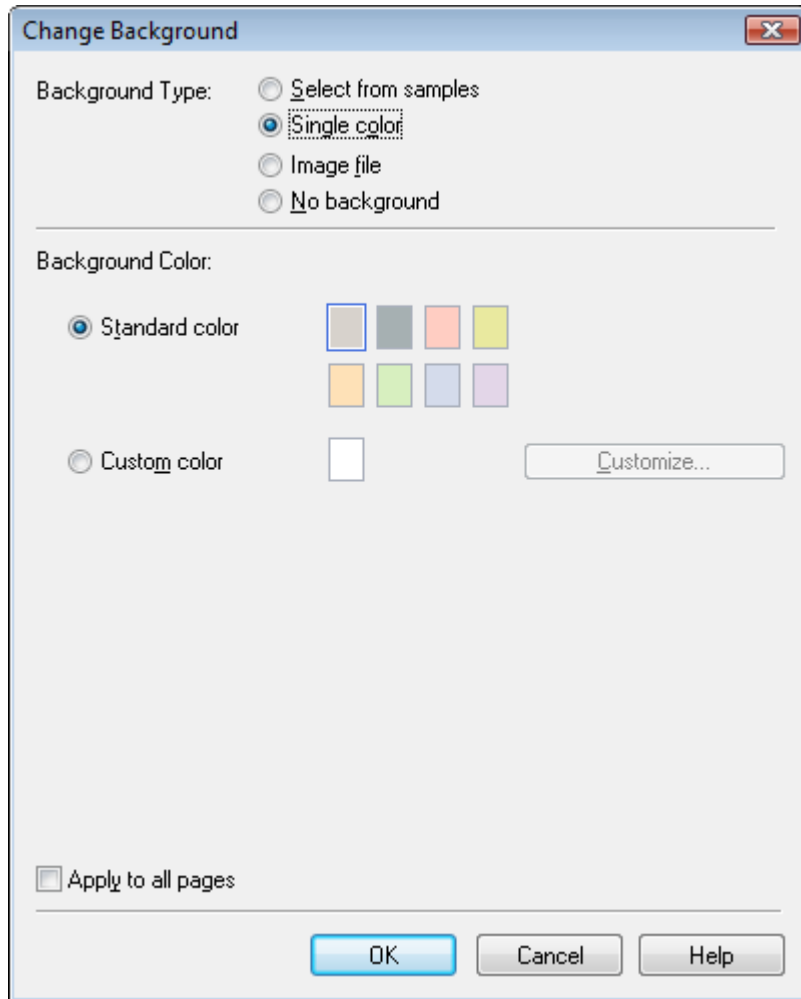 Change Background
Background Type:
Select from samples
Single color
Image file
No background
Background Color:
Standard color
Custom color
Customize...
Apply to all pages
OK
Cancel
Help